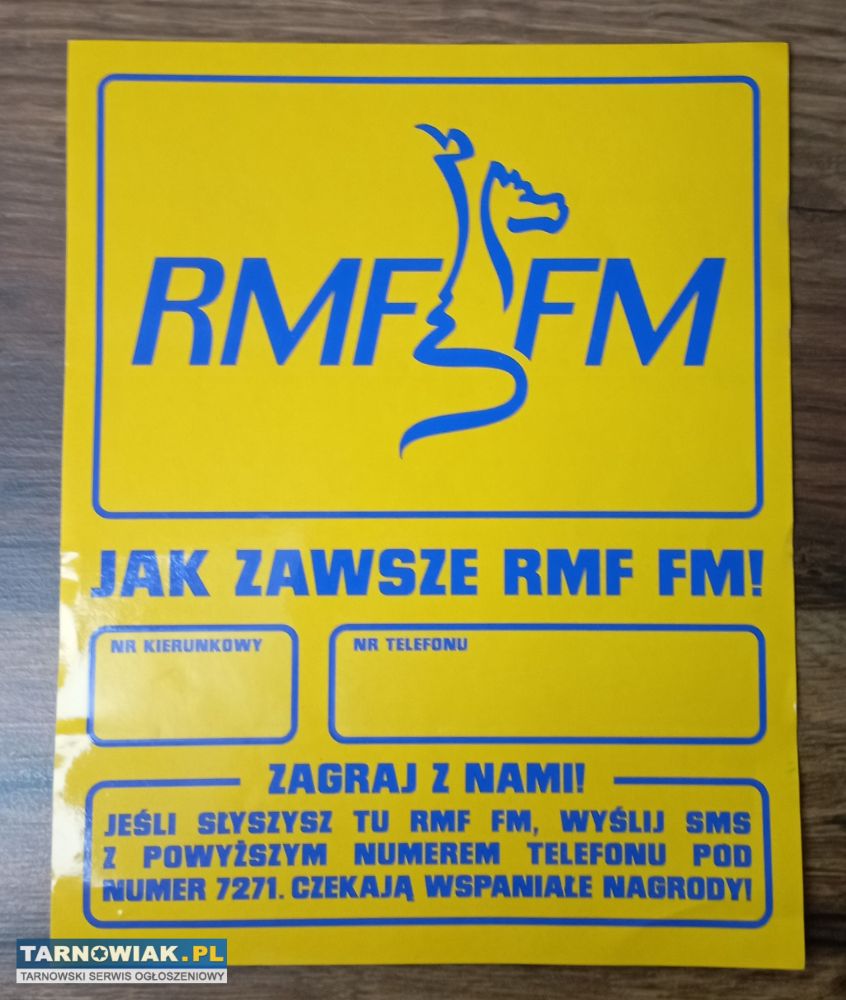 RMF FM
JAK ZAWSZE RMF FM!
NR KIERUNKOWY
NR TELEFONU
ZAGRAJ Z NAMI!
JEŚLI SŁYSZYSZ TU RMF FM, WYŚLIJ SMS
Z POWYŻSZYM NUMEREM TELEFONU POD
NUMER 7271. CZEKAJĄ WSPANIAŁE NAGRODY!
TARNOWIAK.PL
TARNOWSKI SERWIS OGŁOSZENIOWY